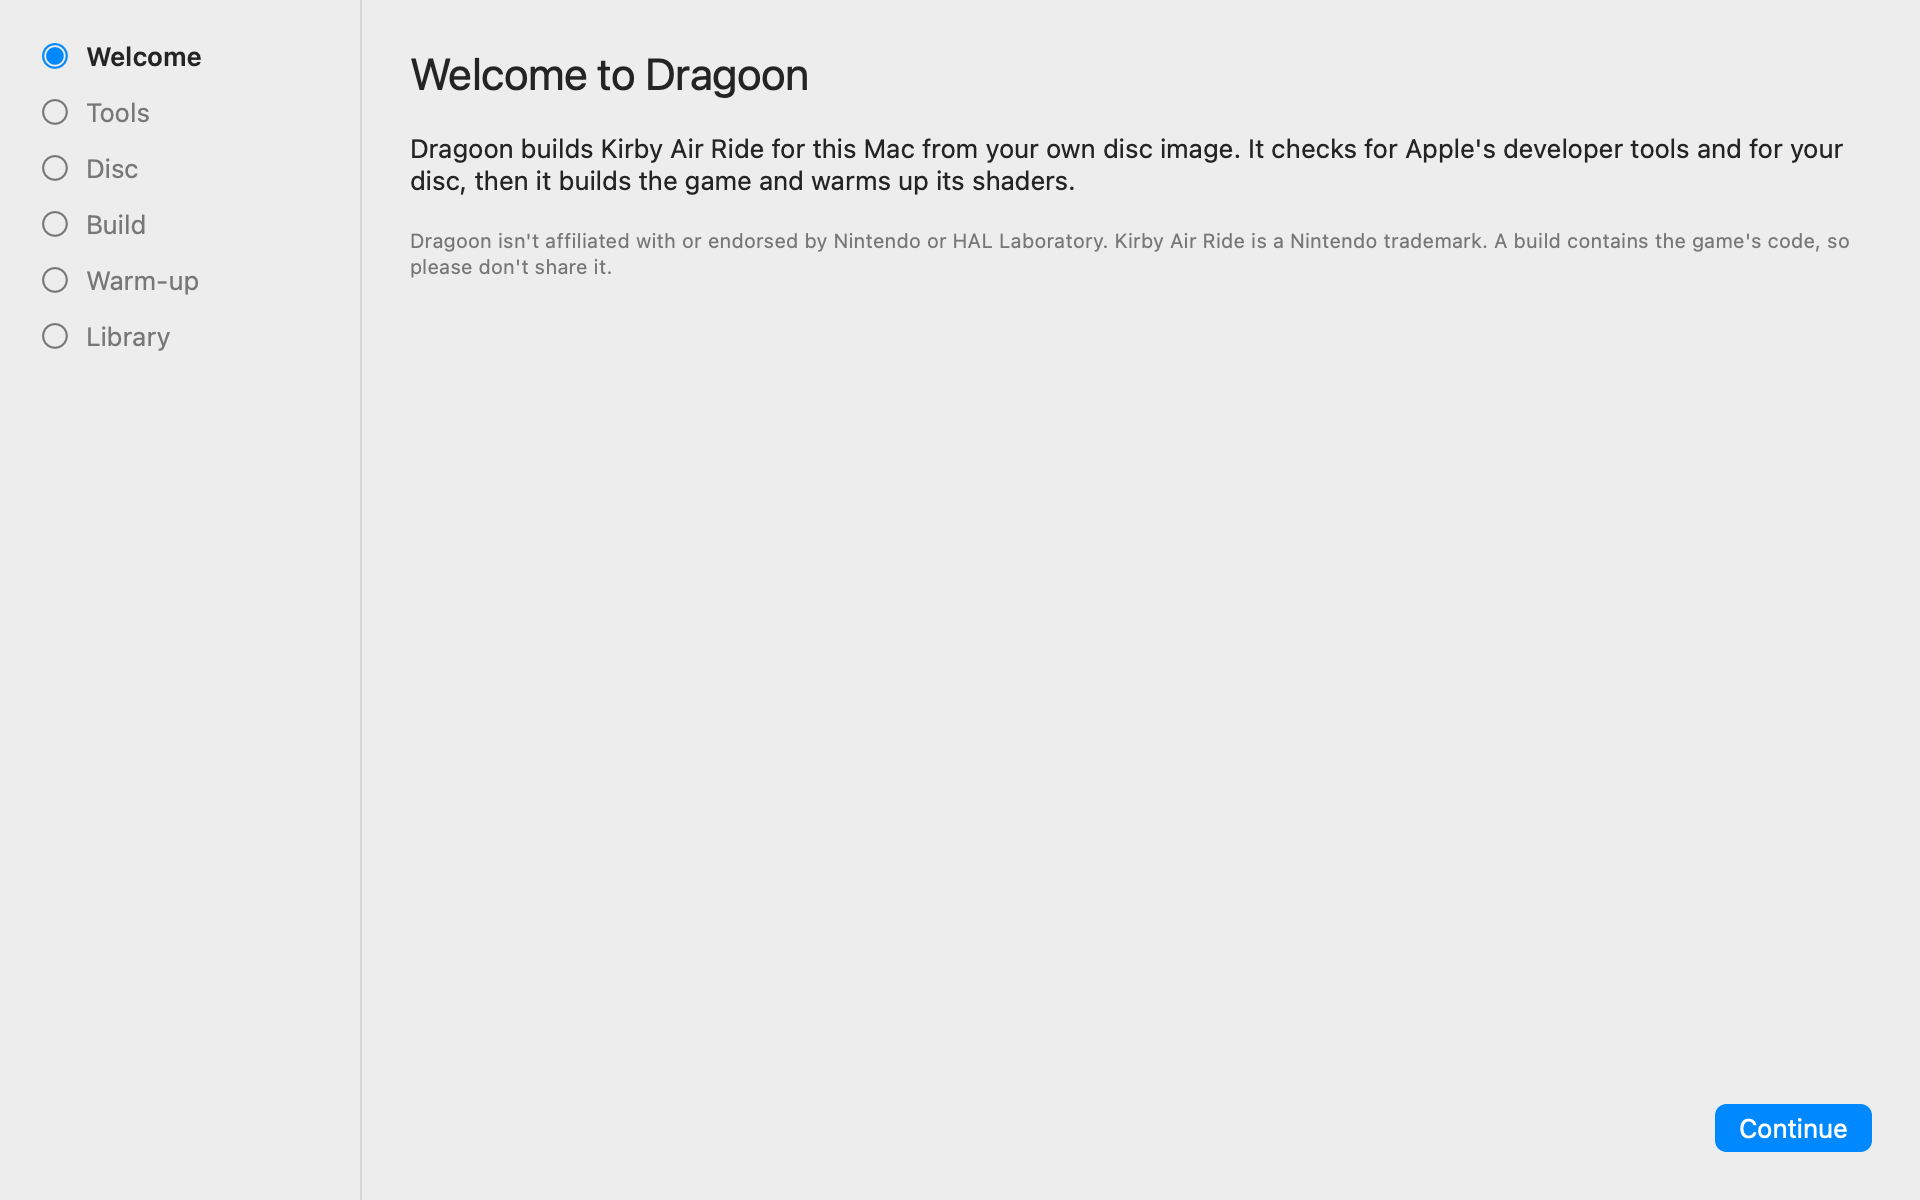 Welcome
Tools
Disc
Build
Warm-up
Library
Welcome to Dragoon
Dragoon builds Kirby Air Ride for this Mac from your own disc image. It checks for Apple's developer tools and for your
disc, then it builds the game and warms up its shaders.
Dragoon isn't affiliated with or endorsed by Nintendo or HAL Laboratory. Kirby Air Ride is a Nintendo trademark. A build contains the game's code, so
please don't share it.
Continue